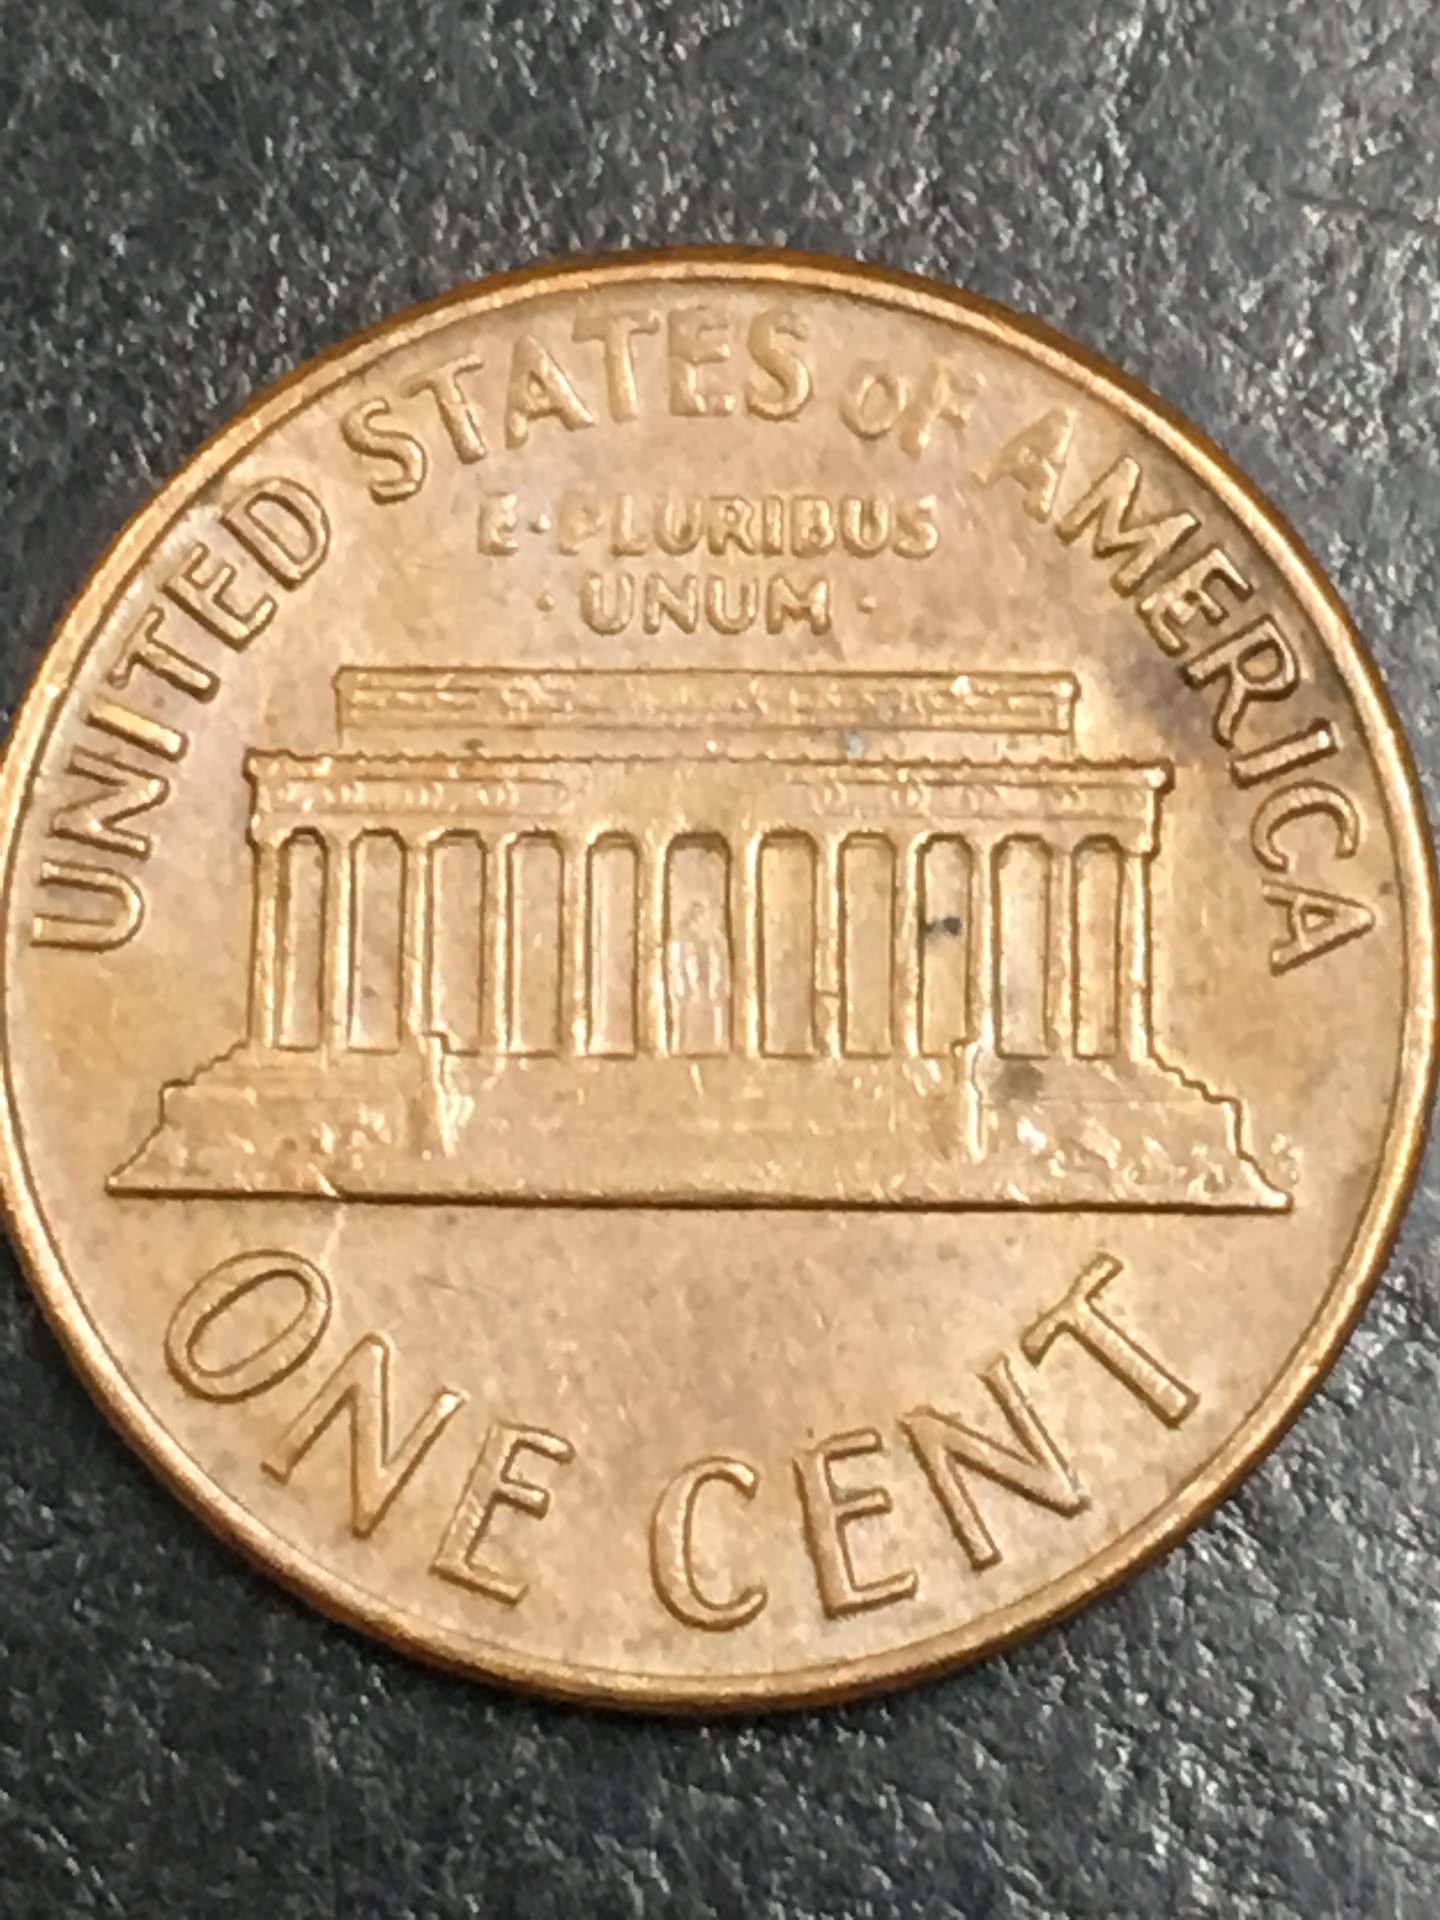 UNITED STATES OF AMERICA
E·PLURIBUS
·UNUM·
ONE CENT